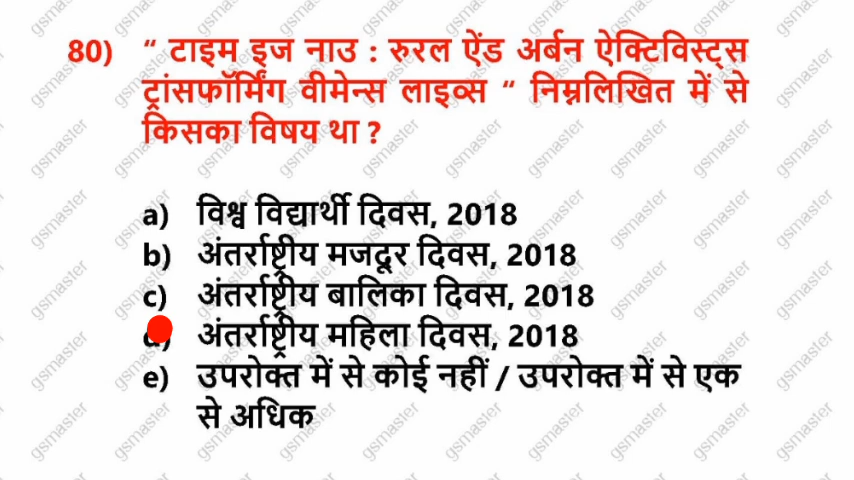 80) “ टाइम इज नाउ : रुरल ऐंड अर्बन ऐक्टिविस्ट्स
ट्रांसफॉर्मिंग वीमेन्स लाइव्स “ निम्नलिखित में से
किसका विषय था ?
a) विश्व विद्यार्थी दिवस, 2018
b) अंतर्राष्ट्रीय मजदूर दिवस, 2018
c) अंतर्राष्ट्रीय बालिका दिवस, 2018
d) अंतर्राष्ट्रीय महिला दिवस, 2018
e) उपरोक्त में से कोई नहीं / उपरोक्त में से एक
से अधिक
gsmaster